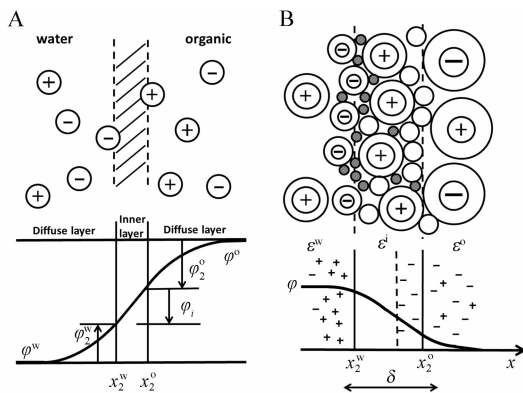 A
water organic
Diffuse layer Inner layer Diffuse layer
φ₂ᵒ φᵒ
φᵢ
φ₂ʷ
φʷ
x₂ʷ x₂ᵒ
B
εʷ εⁱ εᵒ
φ
x₂ʷ x₂ᵒ x
δ